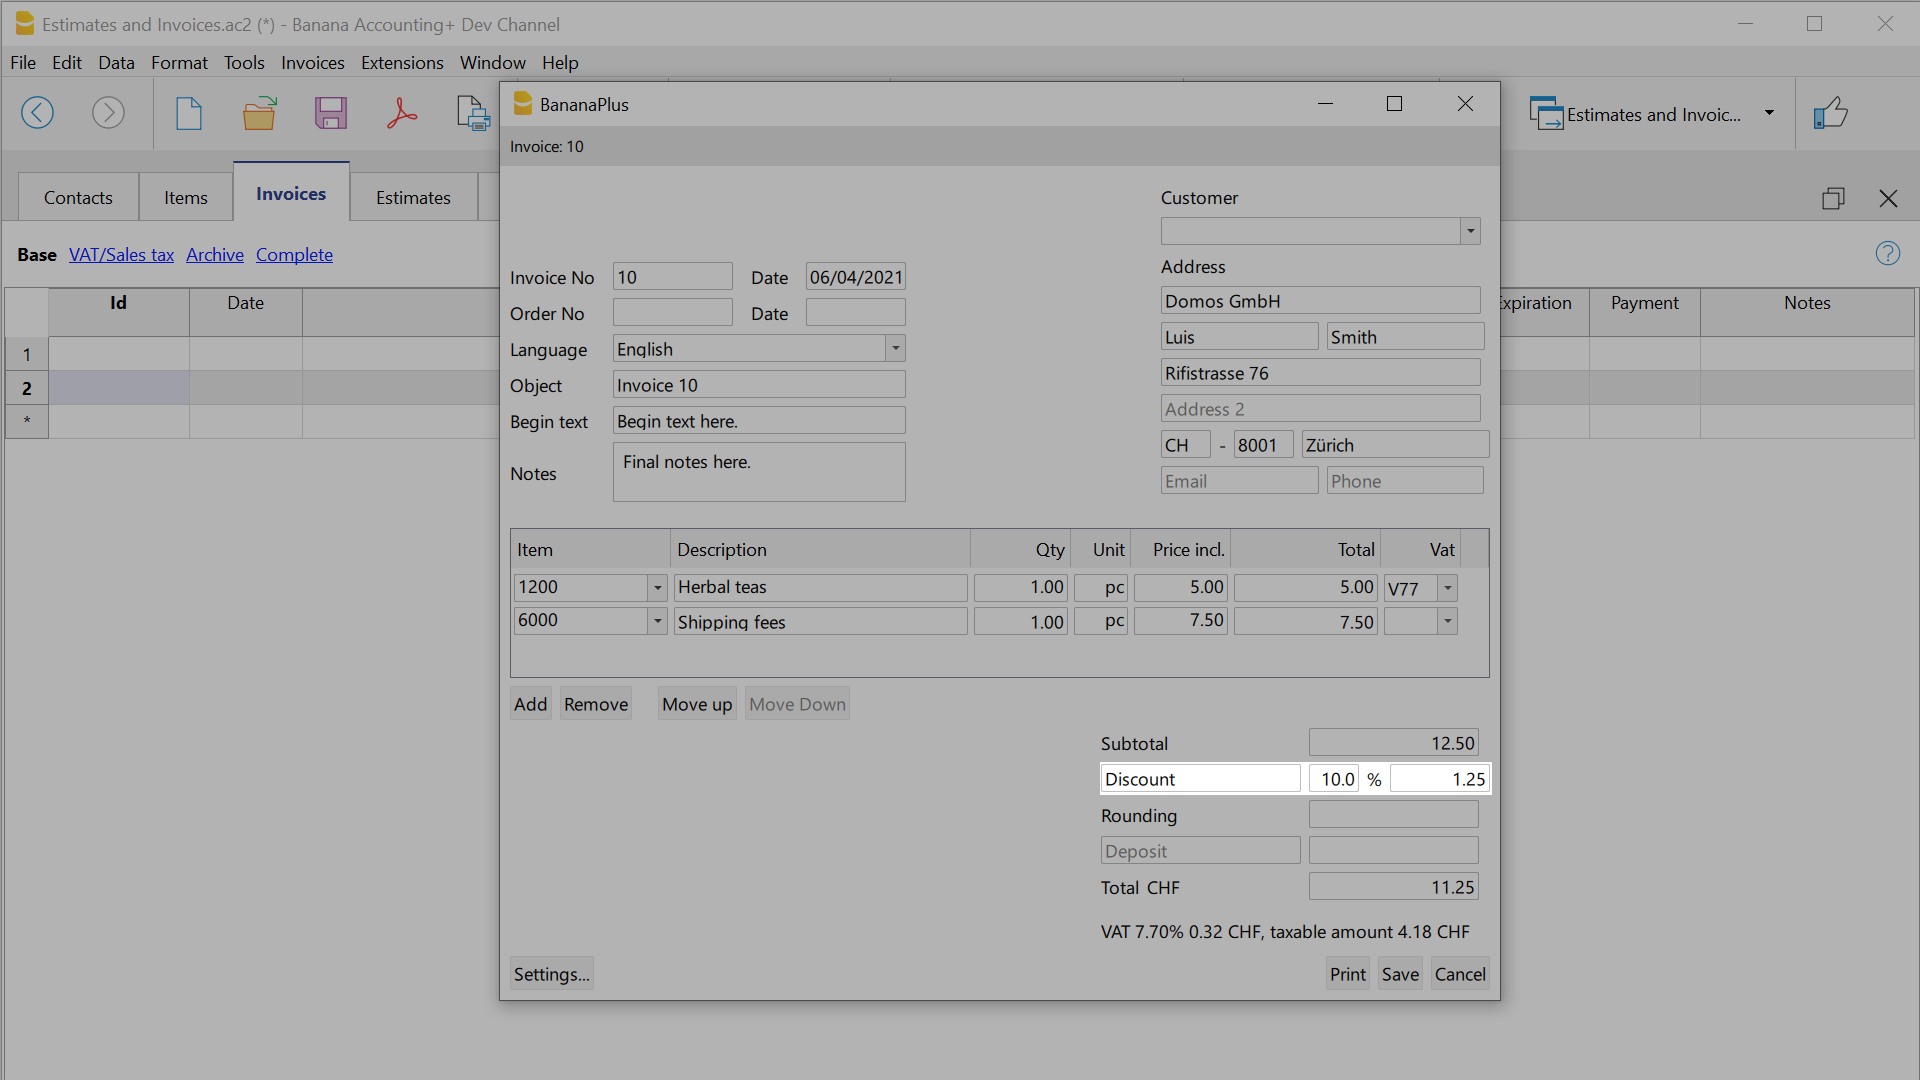 Estimates and Invoices.ac2 (*) - Banana Accounting+ Dev Channel
File Edit Data Format Tools Invoices Extensions Window Help
Estimates and Invoic...
Contacts Items Invoices Estimates
Base VAT/Sales tax Archive Complete
Id Date Expiration Payment Notes
1
2
*
BananaPlus
Invoice: 10
Customer
Invoice No 10 Date 06/04/2021
Order No Date
Language English
Object Invoice 10
Begin text Begin text here.
Notes Final notes here.
Address
Domos GmbH
Luis Smith
Rifistrasse 76
Address 2
CH - 8001 Zürich
Email Phone
Item Description Qty Unit Price incl. Total Vat
1200 Herbal teas 1.00 pc 5.00 5.00 V77
6000 Shipping fees 1.00 pc 7.50 7.50
Add Remove Move up Move Down
Subtotal 12.50
Discount 10.0 % 1.25
Rounding
Deposit
Total CHF 11.25
VAT 7.70% 0.32 CHF, taxable amount 4.18 CHF
Settings... Print Save Cancel